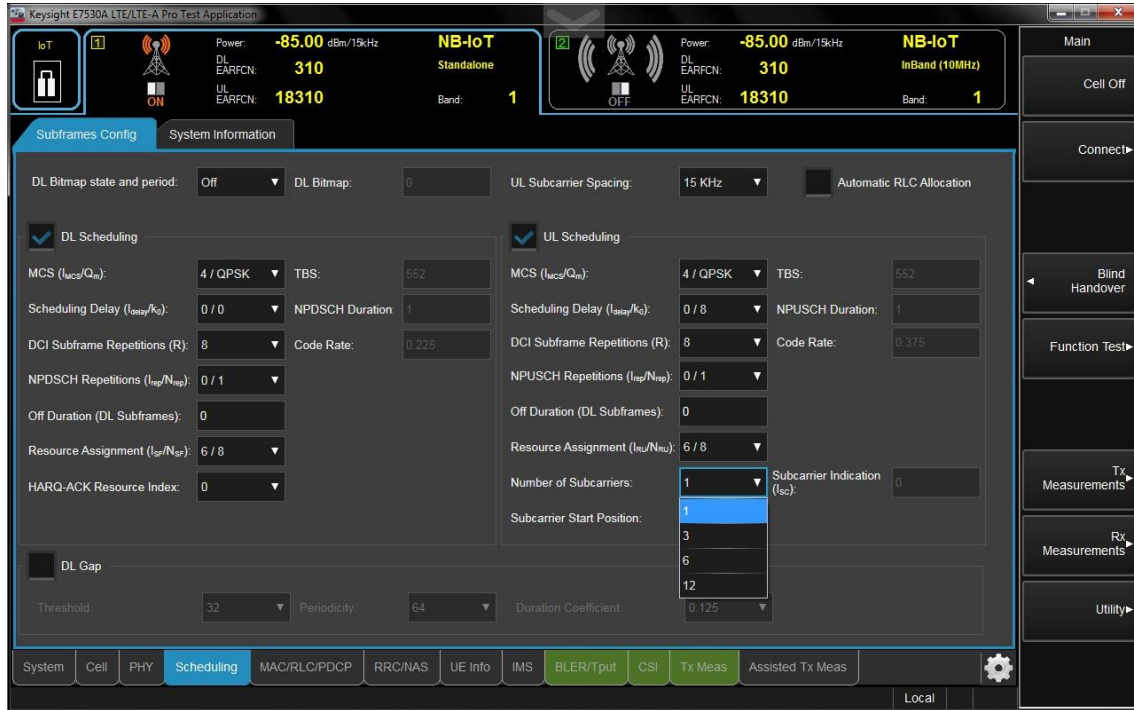 Keysight E7530A LTE/LTE-A Pro Test Application
IoT
1
ON
Power: -85.00 dBm/15kHz NB-IoT
DL EARFCN: 310 Standalone
UL EARFCN: 18310 Band: 1
2
OFF
Power: -85.00 dBm/15kHz NB-IoT
DL EARFCN: 310 InBand (10MHz)
UL EARFCN: 18310 Band: 1
Main
Cell Off
Connect
Blind Handover
Function Test
Tx Measurements
Rx Measurements
Utility
Subframes Config System Information
DL Bitmap state and period: Off DL Bitmap: 0 UL Subcarrier Spacing: 15 KHz Automatic RLC Allocation
DL Scheduling
MCS (IMCS/Qm): 4 / QPSK TBS: 552
Scheduling Delay (Idelay/k0): 0 / 0 NPDSCH Duration: 1
DCI Subframe Repetitions (R): 8 Code Rate: 0.225
NPDSCH Repetitions (Irep/Nrep): 0 / 1
Off Duration (DL Subframes): 0
Resource Assignment (ISF/NSF): 6 / 8
HARQ-ACK Resource Index: 0
UL Scheduling
MCS (IMCS/Qm): 4 / QPSK TBS: 552
Scheduling Delay (Idelay/k0): 0 / 8 NPUSCH Duration: 1
DCI Subframe Repetitions (R): 8 Code Rate: 0.375
NPUSCH Repetitions (Irep/Nrep): 0 / 1
Off Duration (DL Subframes): 0
Resource Assignment (IRU/NRU): 6 / 8
Number of Subcarriers: 1 Subcarrier Indication (Isc): 0
Subcarrier Start Position:
1
3
6
12
DL Gap
Threshold: 32 Periodicity: 64 Duration Coefficient: 0.125
System Cell PHY Scheduling MAC/RLC/PDCP RRC/NAS UE Info IMS BLER/Tput CSI Tx Meas Assisted Tx Meas
Local